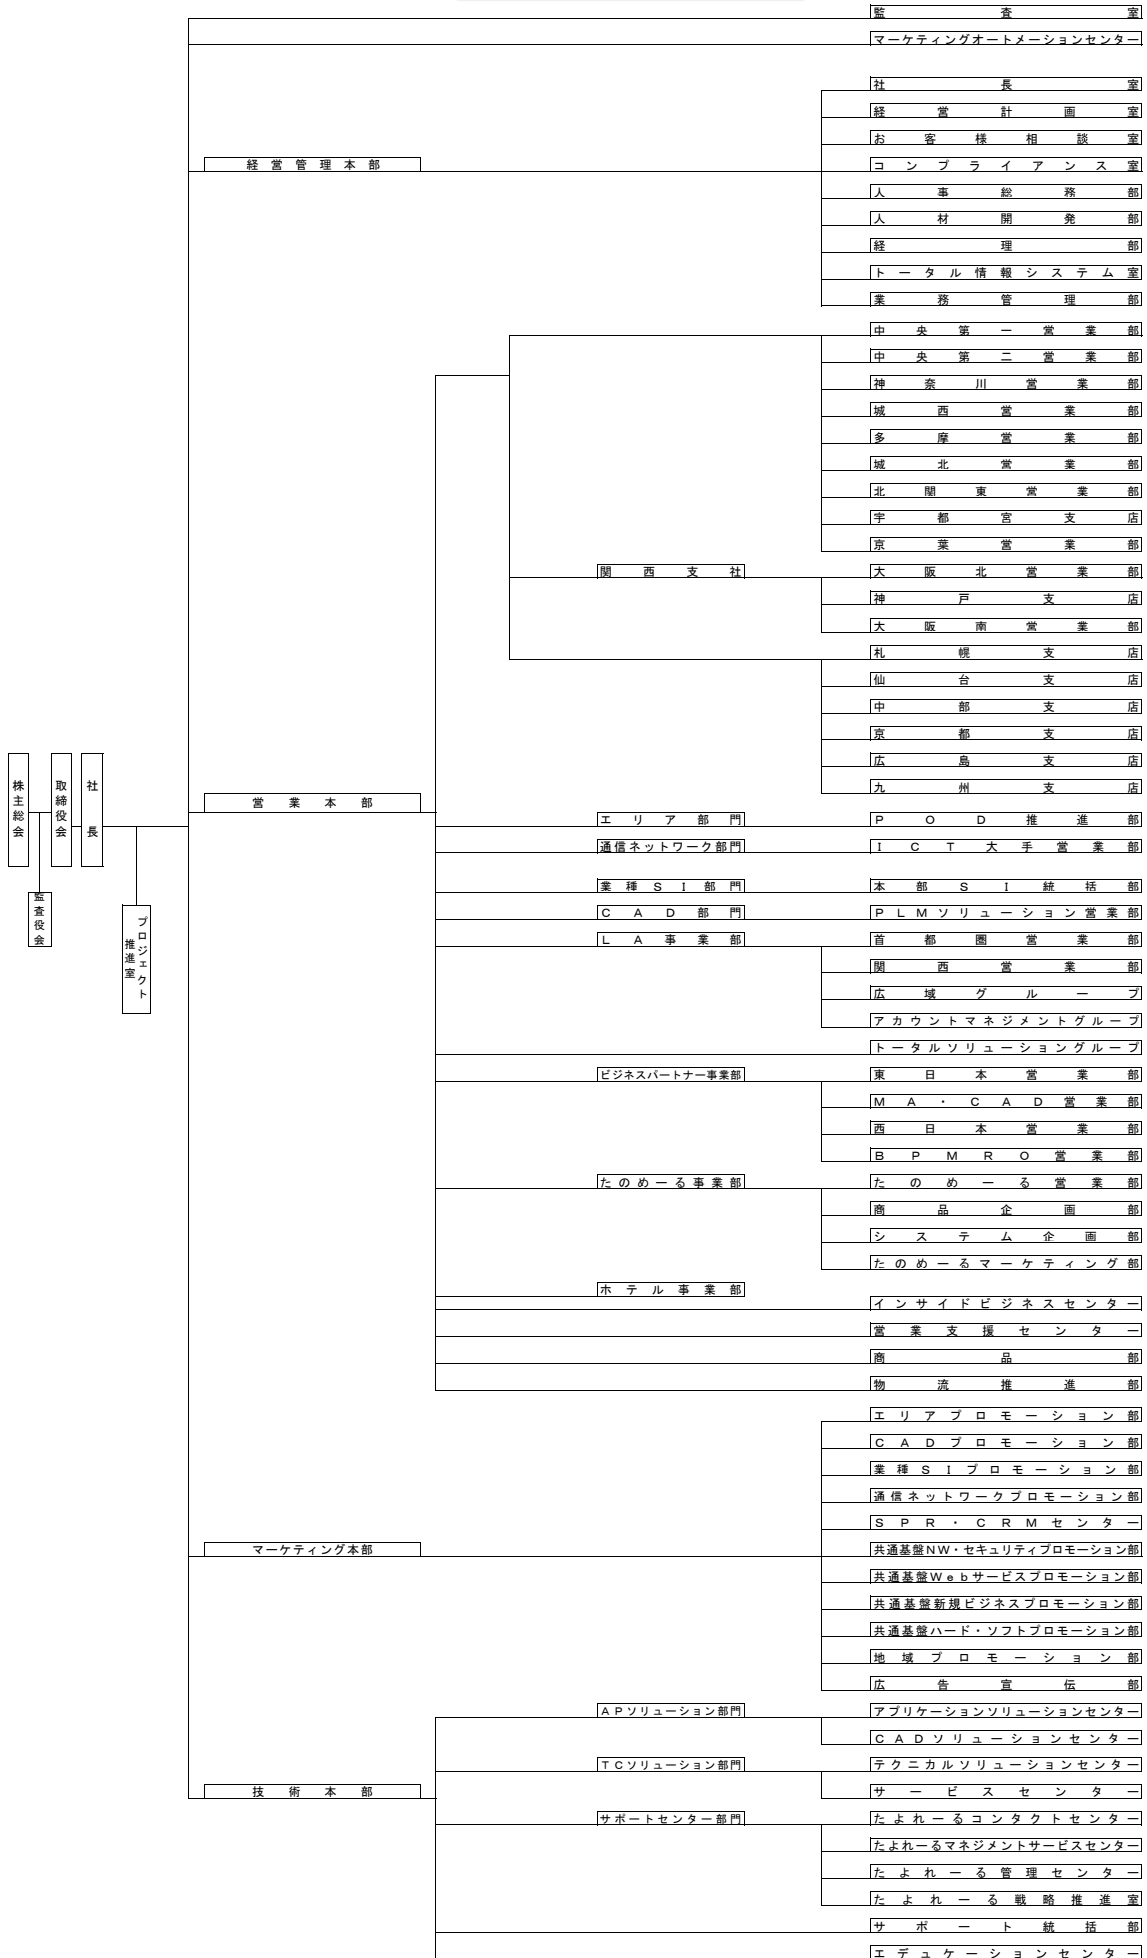 監査室
マーケティングオートメーションセンター
社長室
経営計画室
お客様相談室
経営管理本部
コンプライアンス室
人事総務部
人材開発部
経理部
トータル情報システム室
業務管理部
中央第一営業部
中央第二営業部
神奈川営業部
城西営業部
多摩営業部
城北営業部
北関東営業部
宇都宮支店
京葉営業部
関西支社
大阪北営業部
神戸支店
大阪南営業部
札幌支店
仙台支店
中部支店
京都支店
広島支店
九州支店
株主総会
取締役会
社長
監査役会
プロジェクト
推進室
営業本部
エリア部門
POD推進部
通信ネットワーク部門
ICT大手営業部
業種SI部門
本部SI統括部
CAD部門
PLMソリューション営業部
LA事業部
首都圏営業部
関西営業部
広域グループ
アカウントマネジメントグループ
トータルソリューショングループ
ビジネスパートナー事業部
東日本営業部
MA・CAD営業部
西日本営業部
BPMRO営業部
たのめーる事業部
たのめーる営業部
商品企画部
システム企画部
たのめーるマーケティング部
ホテル事業部
インサイドビジネスセンター
営業支援センター
商品部
物流推進部
エリアプロモーション部
CADプロモーション部
業種SIプロモーション部
通信ネットワークプロモーション部
SPR・CRMセンター
マーケティング本部
共通基盤NW・セキュリティプロモーション部
共通基盤Webサービスプロモーション部
共通基盤新規ビジネスプロモーション部
共通基盤ハード・ソフトプロモーション部
地域プロモーション部
広告宣伝部
APソリューション部門
アプリケーションソリューションセンター
CADソリューションセンター
TCソリューション部門
テクニカルソリューションセンター
技術本部
サービスセンター
サポートセンター部門
たよれーるコンタクトセンター
たよれーるマネジメントサービスセンター
たよれーる管理センター
たよれーる戦略推進室
サポート統括部
エデュケーションセンター